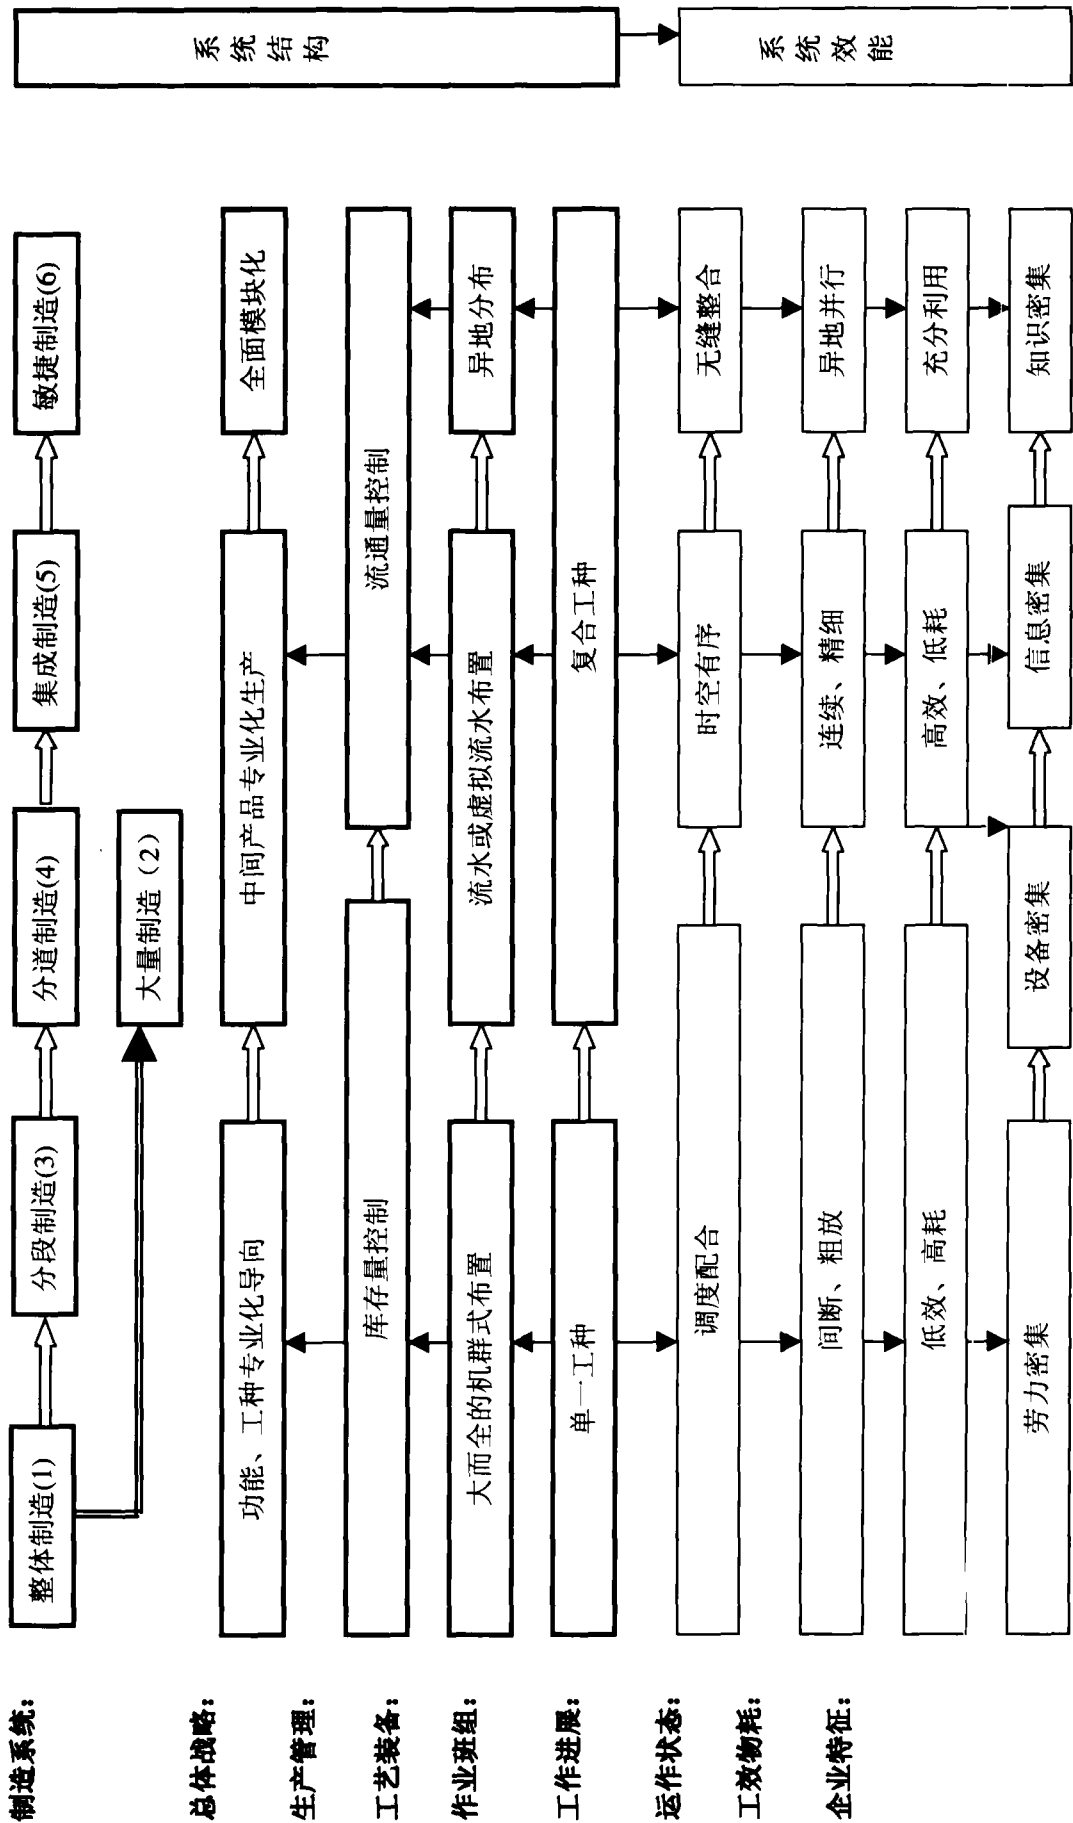 制造系统：
整体制造(1)
分段制造(3)
分道制造(4)
集成制造(5)
敏捷制造(6)
大量制造（2）
总体战略：
功能、工种专业化导向
中间产品专业化生产
全面模块化
生产管理：
库存量控制
流通量控制
工艺装备：
大而全的机群式布置
流水或虚拟流水布置
异地分布
作业班组：
单一工种
复合工种
工作进展：
调度配合
时空有序
无缝整合
运作状态：
间断、粗放
连续、精细
异地并行
工效物耗：
低效、高耗
高效、低耗
充分利用
企业特征：
劳力密集
设备密集
信息密集
知识密集
系统结构
系统效能